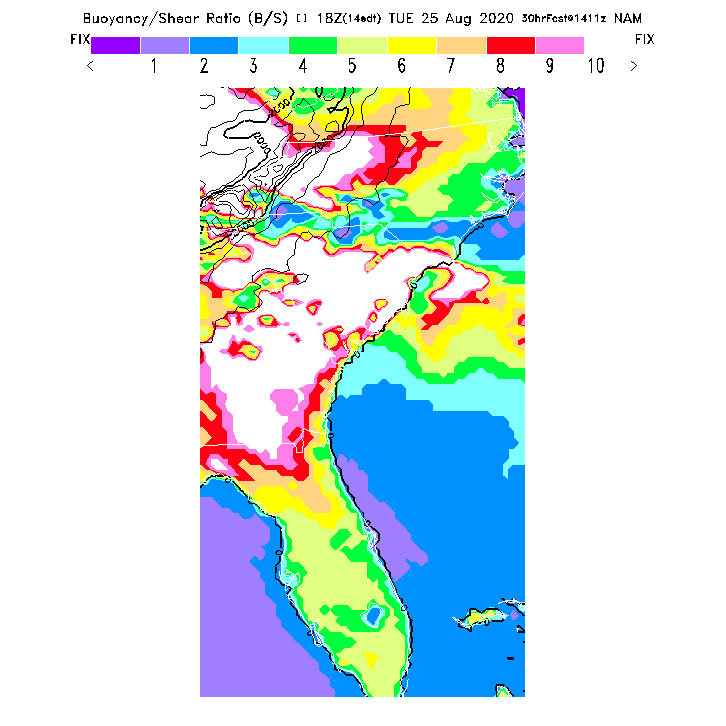 Buoyancy/Shear Ratio (B/S) [] 18Z(14edt) TUE 25 Aug 2020 30hrFcst@1411z NAM
FIX FIX
< 1 2 3 4 5 6 7 8 9 10 >